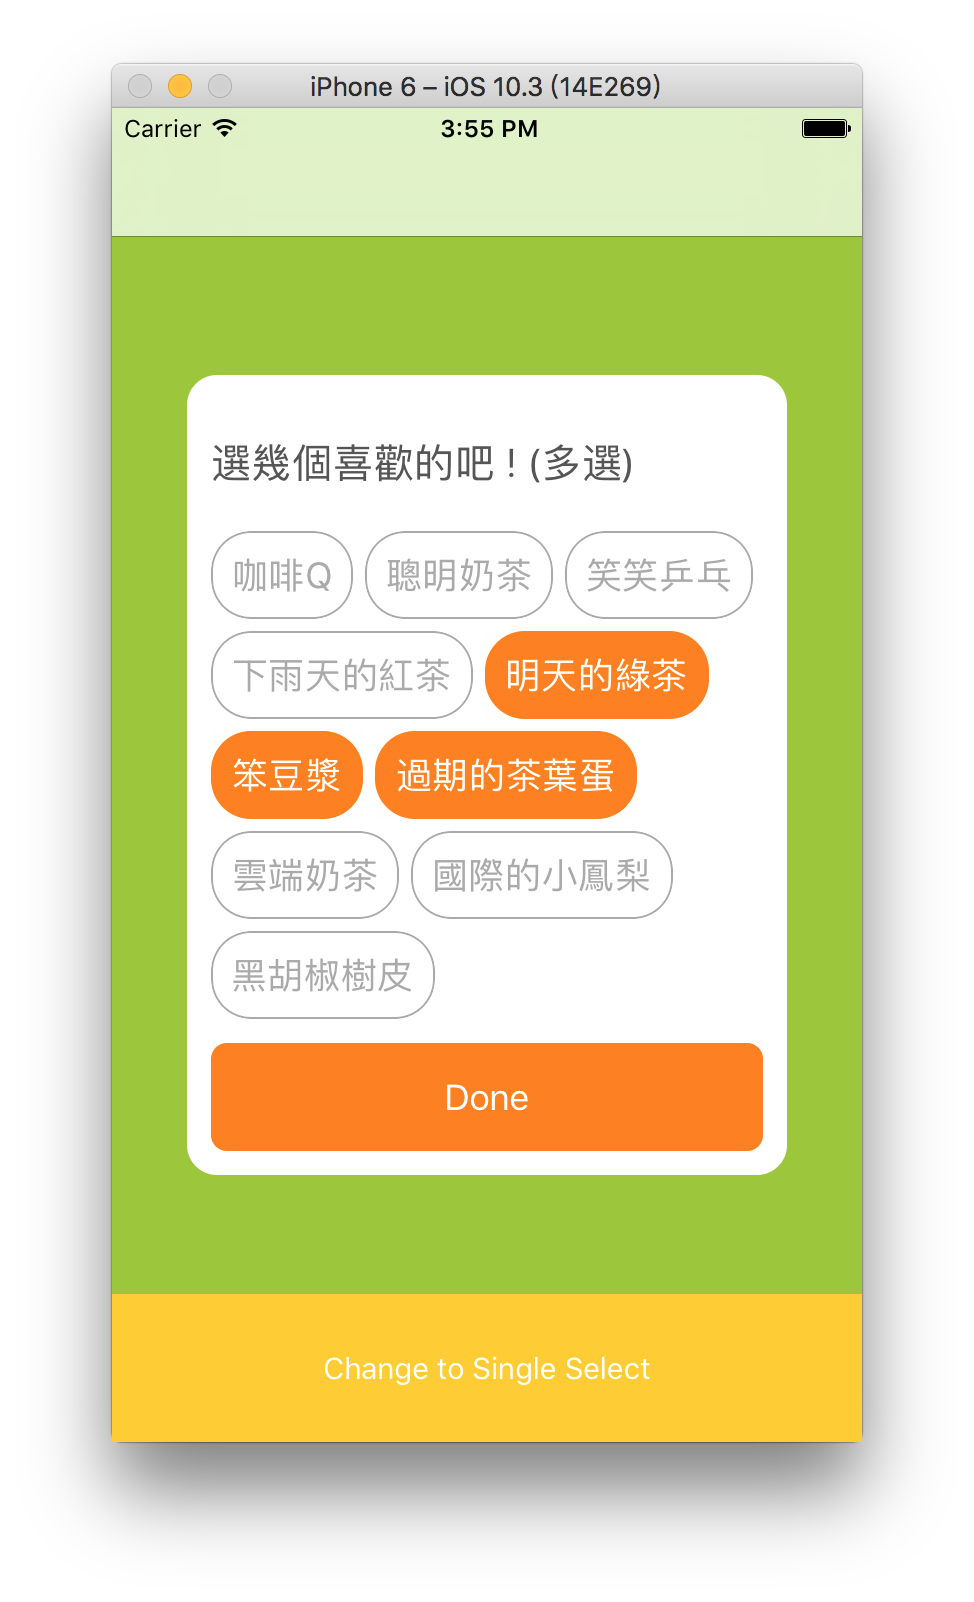 iPhone 6 – iOS 10.3 (14E269)
Carrier 3:55 PM
選幾個喜歡的吧 ! (多選)
咖啡Q 聰明奶茶 笑笑乒乓
下雨天的紅茶 明天的綠茶
笨豆漿 過期的茶葉蛋
雲端奶茶 國際的小鳳梨
黑胡椒樹皮
Done
Change to Single Select